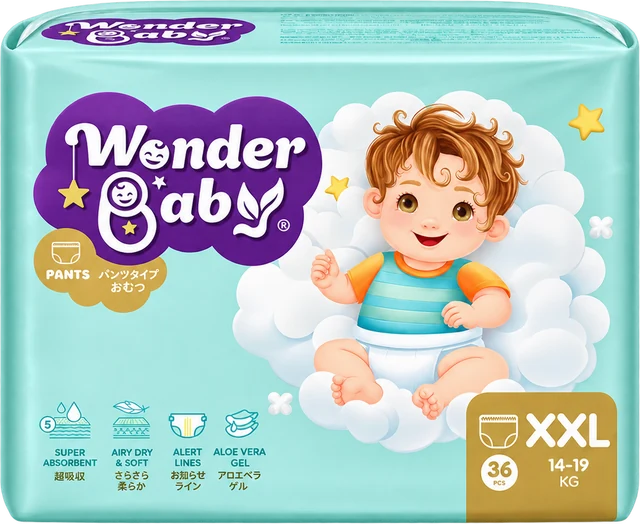 Wonder
Baby®
Wonder
Baby®
PANTS パンツタイプ
おむつ
5
SUPER
ABSORBENT
超吸収
AIRY DRY
& SOFT
さらさら
柔らか
ALERT
LINES
お知らせ
ライン
ALOE VERA
GEL
アロエベラ
ゲル
XXL
36
PCS
14-19
KG